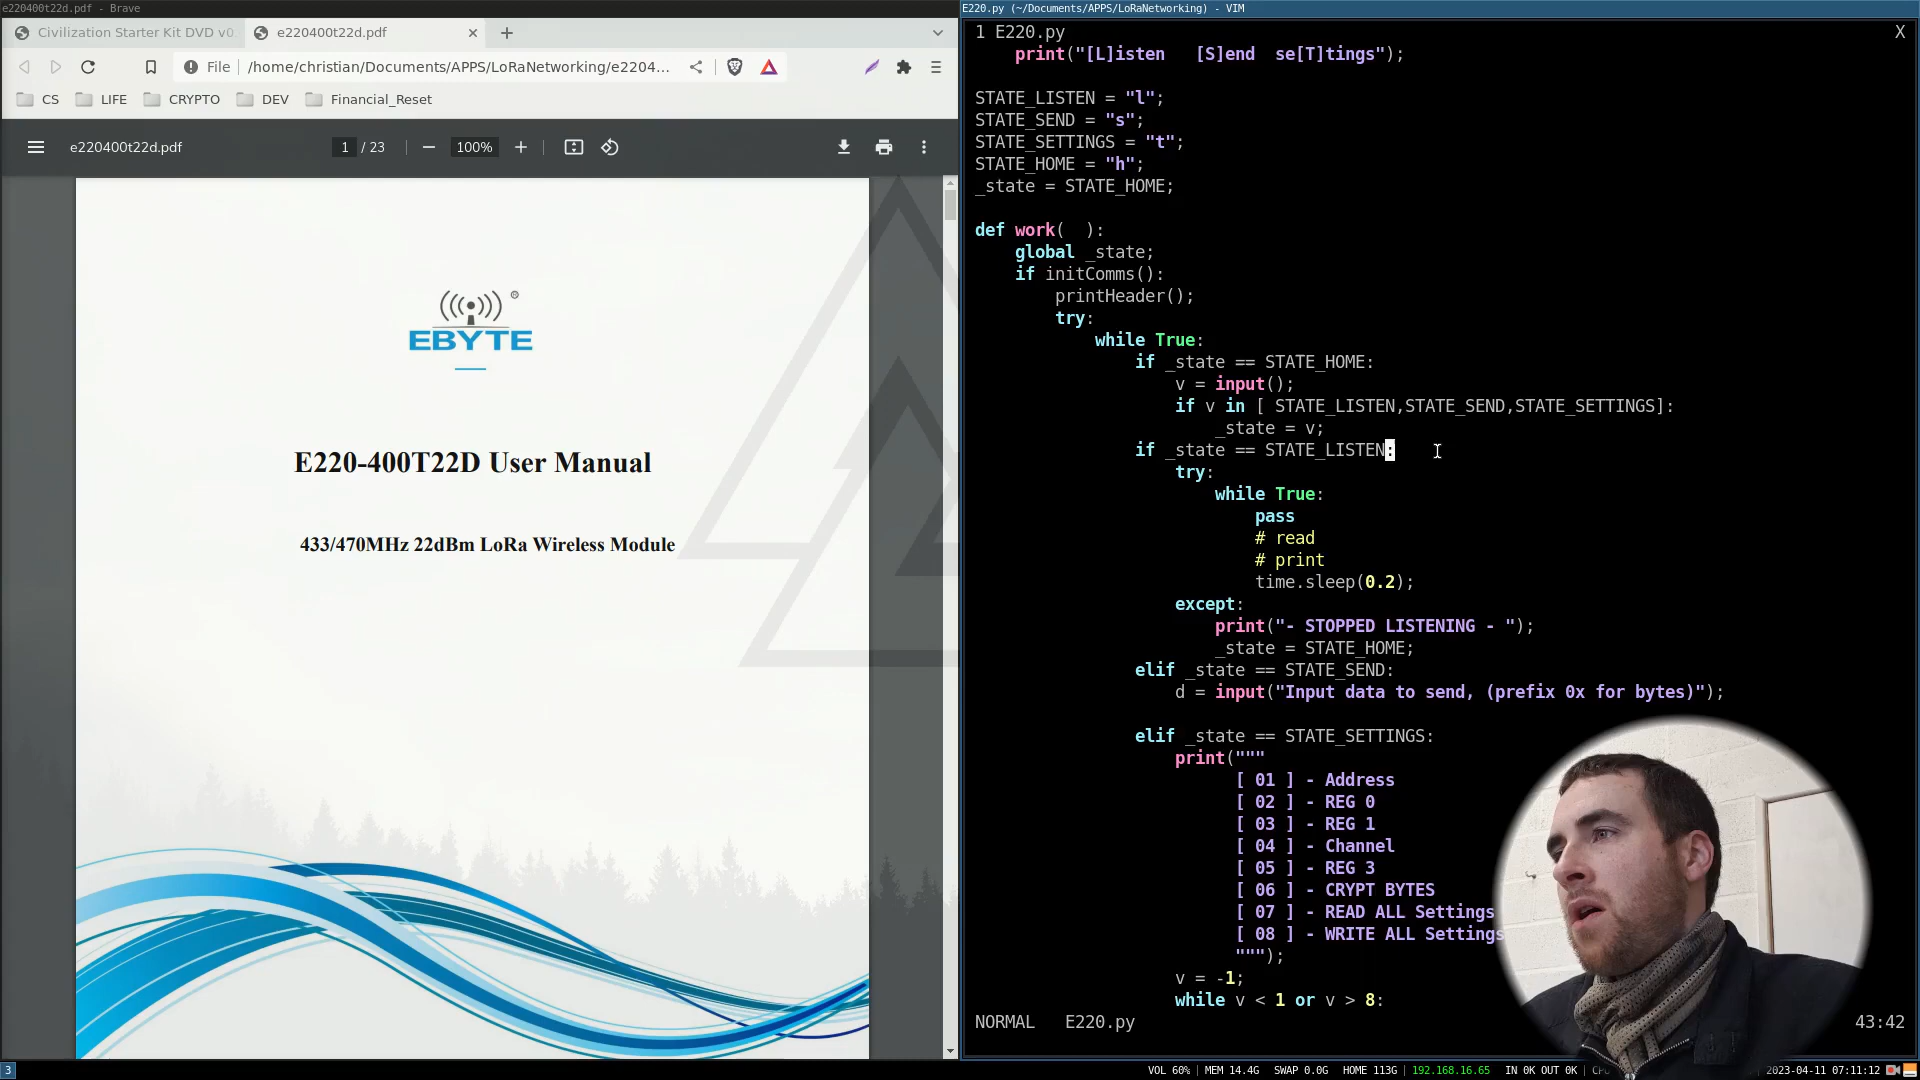 e220400t22d.pdf - Brave
Civilization Starter Kit DVD v0
e220400t22d.pdf
File
/home/christian/Documents/APPS/LoRaNetworking/e2204...
CS
LIFE
CRYPTO
DEV
Financial_Reset
e220400t22d.pdf
1 / 23
100%
EBYTE
®
E220-400T22D User Manual
433/470MHz 22dBm LoRa Wireless Module
E220.py (~/Documents/APPS/LoRaNetworking) - VIM
1 E220.py X
print("[L]isten   [S]end  se[T]tings");
STATE_LISTEN = "l";
STATE_SEND = "s";
STATE_SETTINGS = "t";
STATE_HOME = "h";
_state = STATE_HOME;
def work(  ):
global _state;
if initComms():
printHeader();
try:
while True:
if _state == STATE_HOME:
v = input();
if v in [ STATE_LISTEN,STATE_SEND,STATE_SETTINGS]:
_state = v;
if _state == STATE_LISTEN:
try:
while True:
pass
# read
# print
time.sleep(0.2);
except:
print("- STOPPED LISTENING - ");
_state = STATE_HOME;
elif _state == STATE_SEND:
d = input("Input data to send, (prefix 0x for bytes)");
elif _state == STATE_SETTINGS:
print("""
[ 01 ] - Address
[ 02 ] - REG 0
[ 03 ] - REG 1
[ 04 ] - Channel
[ 05 ] - REG 3
[ 06 ] - CRYPT BYTES
[ 07 ] - READ ALL Settings
[ 08 ] - WRITE ALL Settings
""");
v = -1;
while v < 1 or v > 8:
NORMAL   E220.py 43:42
3
VOL 60% | MEM 14.4G   SWAP 0.0G   HOME 113G | 192.168.16.65   IN 0K OUT 0K | 2023-04-11 07:11:12